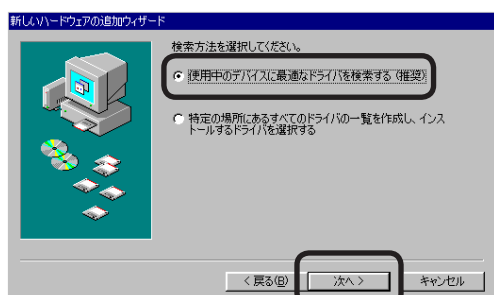 新しいハードウェアの追加ウィザード
検索方法を選択してください。
使用中のデバイスに最適なドライバを検索する（推奨）
特定の場所にあるすべてのドライバの一覧を作成し、インス
トールするドライバを選択する
< 戻る(B)
次へ >
キャンセル